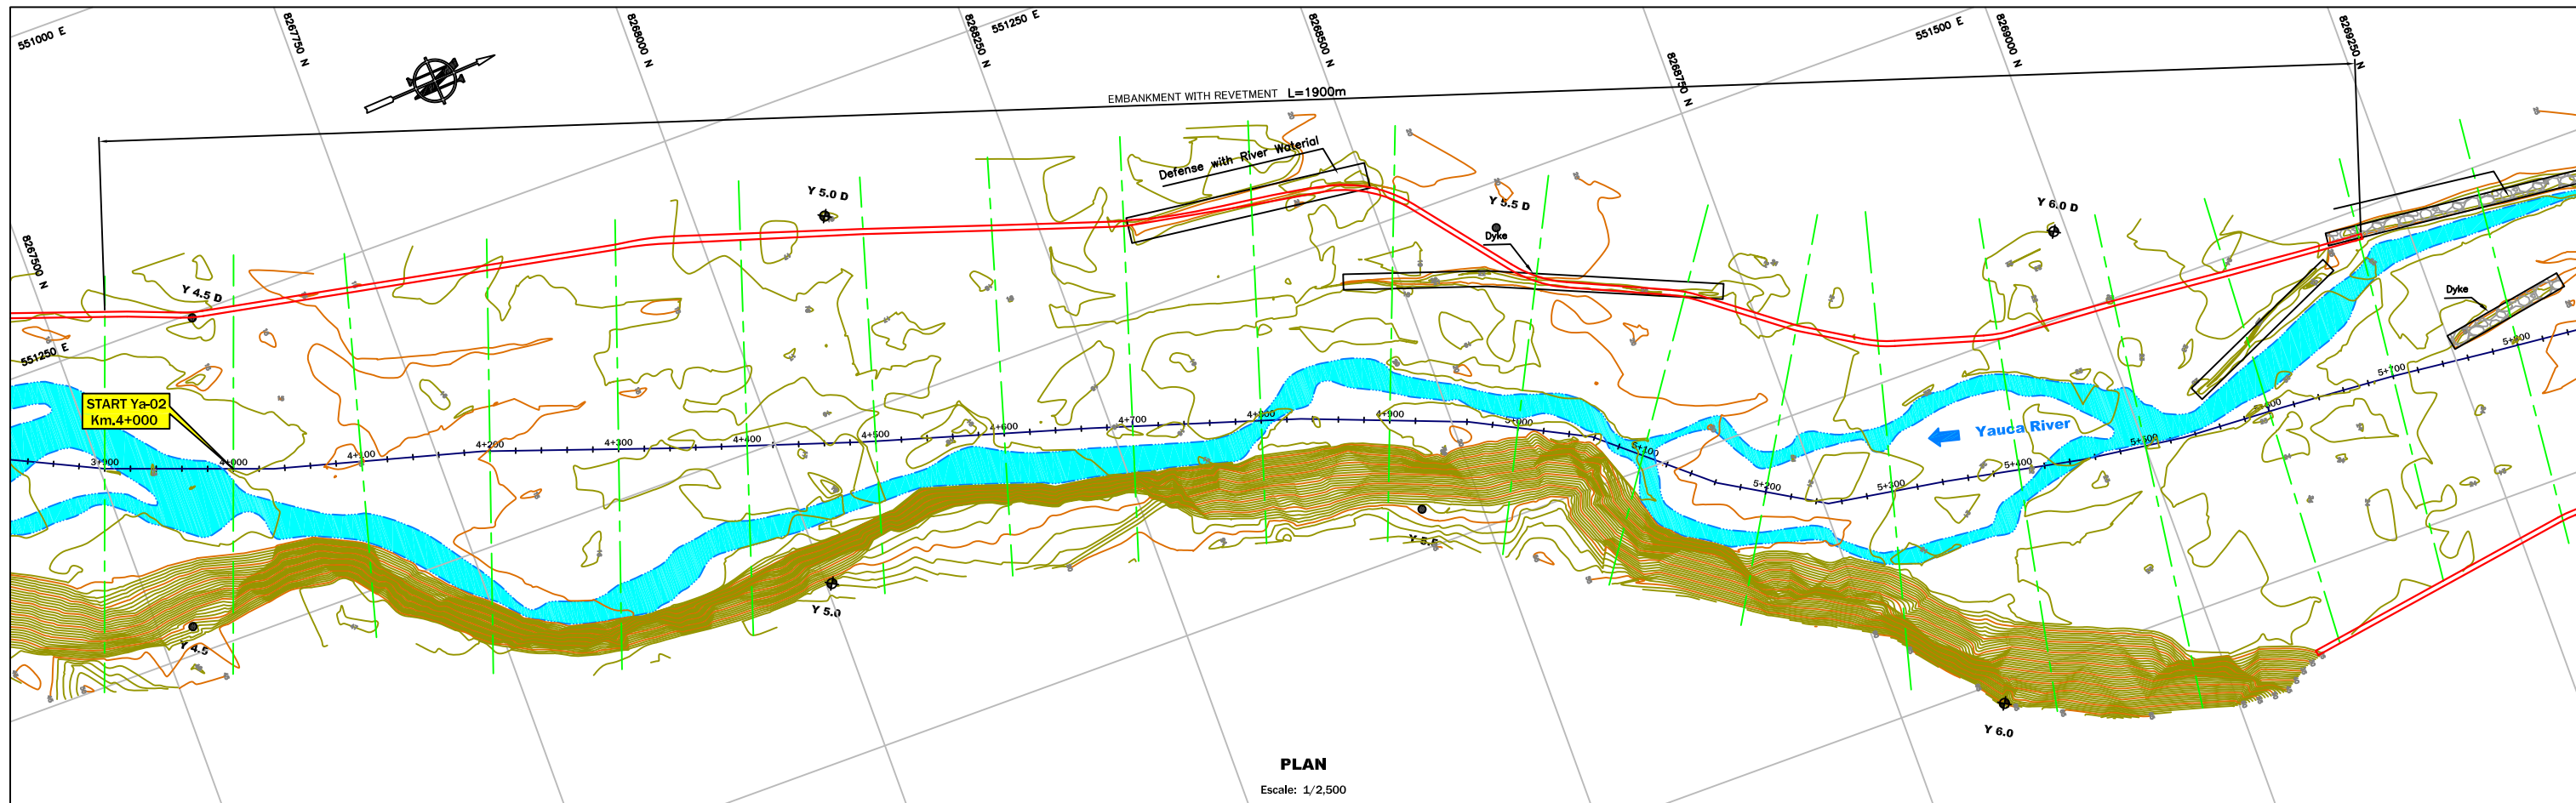 551000 E
8267750 N
8268000 N
8268250 N
551250 E
8268500 N
8268750 N
551500 E
8269000 N
8269250 N
EMBANKMENT WITH REVETMENT L=1900m
Defense with River Waterial
Y 5.0 D
Y 5.5 D
Dyke
Y 6.0 D
8267500 N
Y 4.5 D
551250 E
Dyke
START Ya-02
Km.4+000
3+900
4+000
4+100
4+200
4+300
4+400
4+500
4+600
4+700
4+800
4+900
5+000
5+100
5+200
5+300
5+400
5+500
5+700
5+800
Yauca River
Y 4.5
Y 5.0
Y 5.5
Y 6.0
PLAN
Escale: 1/2,500